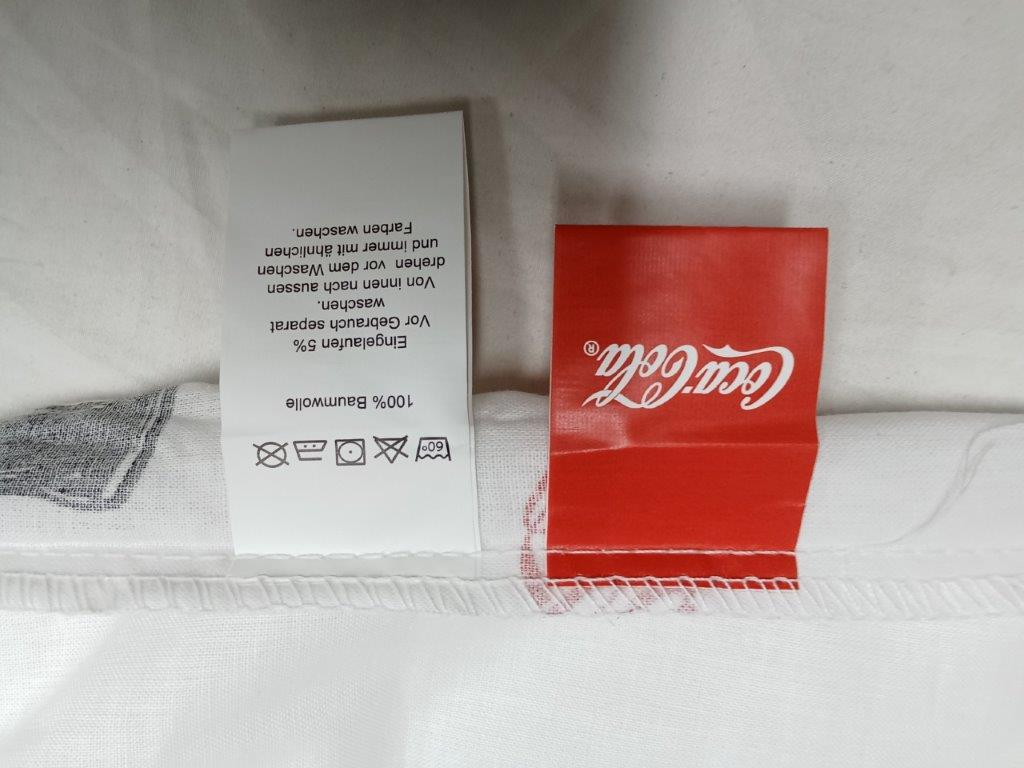 Coca-Cola®
60°
100% Baumwolle
Eingelaufen 5%
Vor Gebrauch separat
waschen.
Von innen nach aussen
drehen vor dem Waschen
und immer mit ähnlichen
Farben waschen.